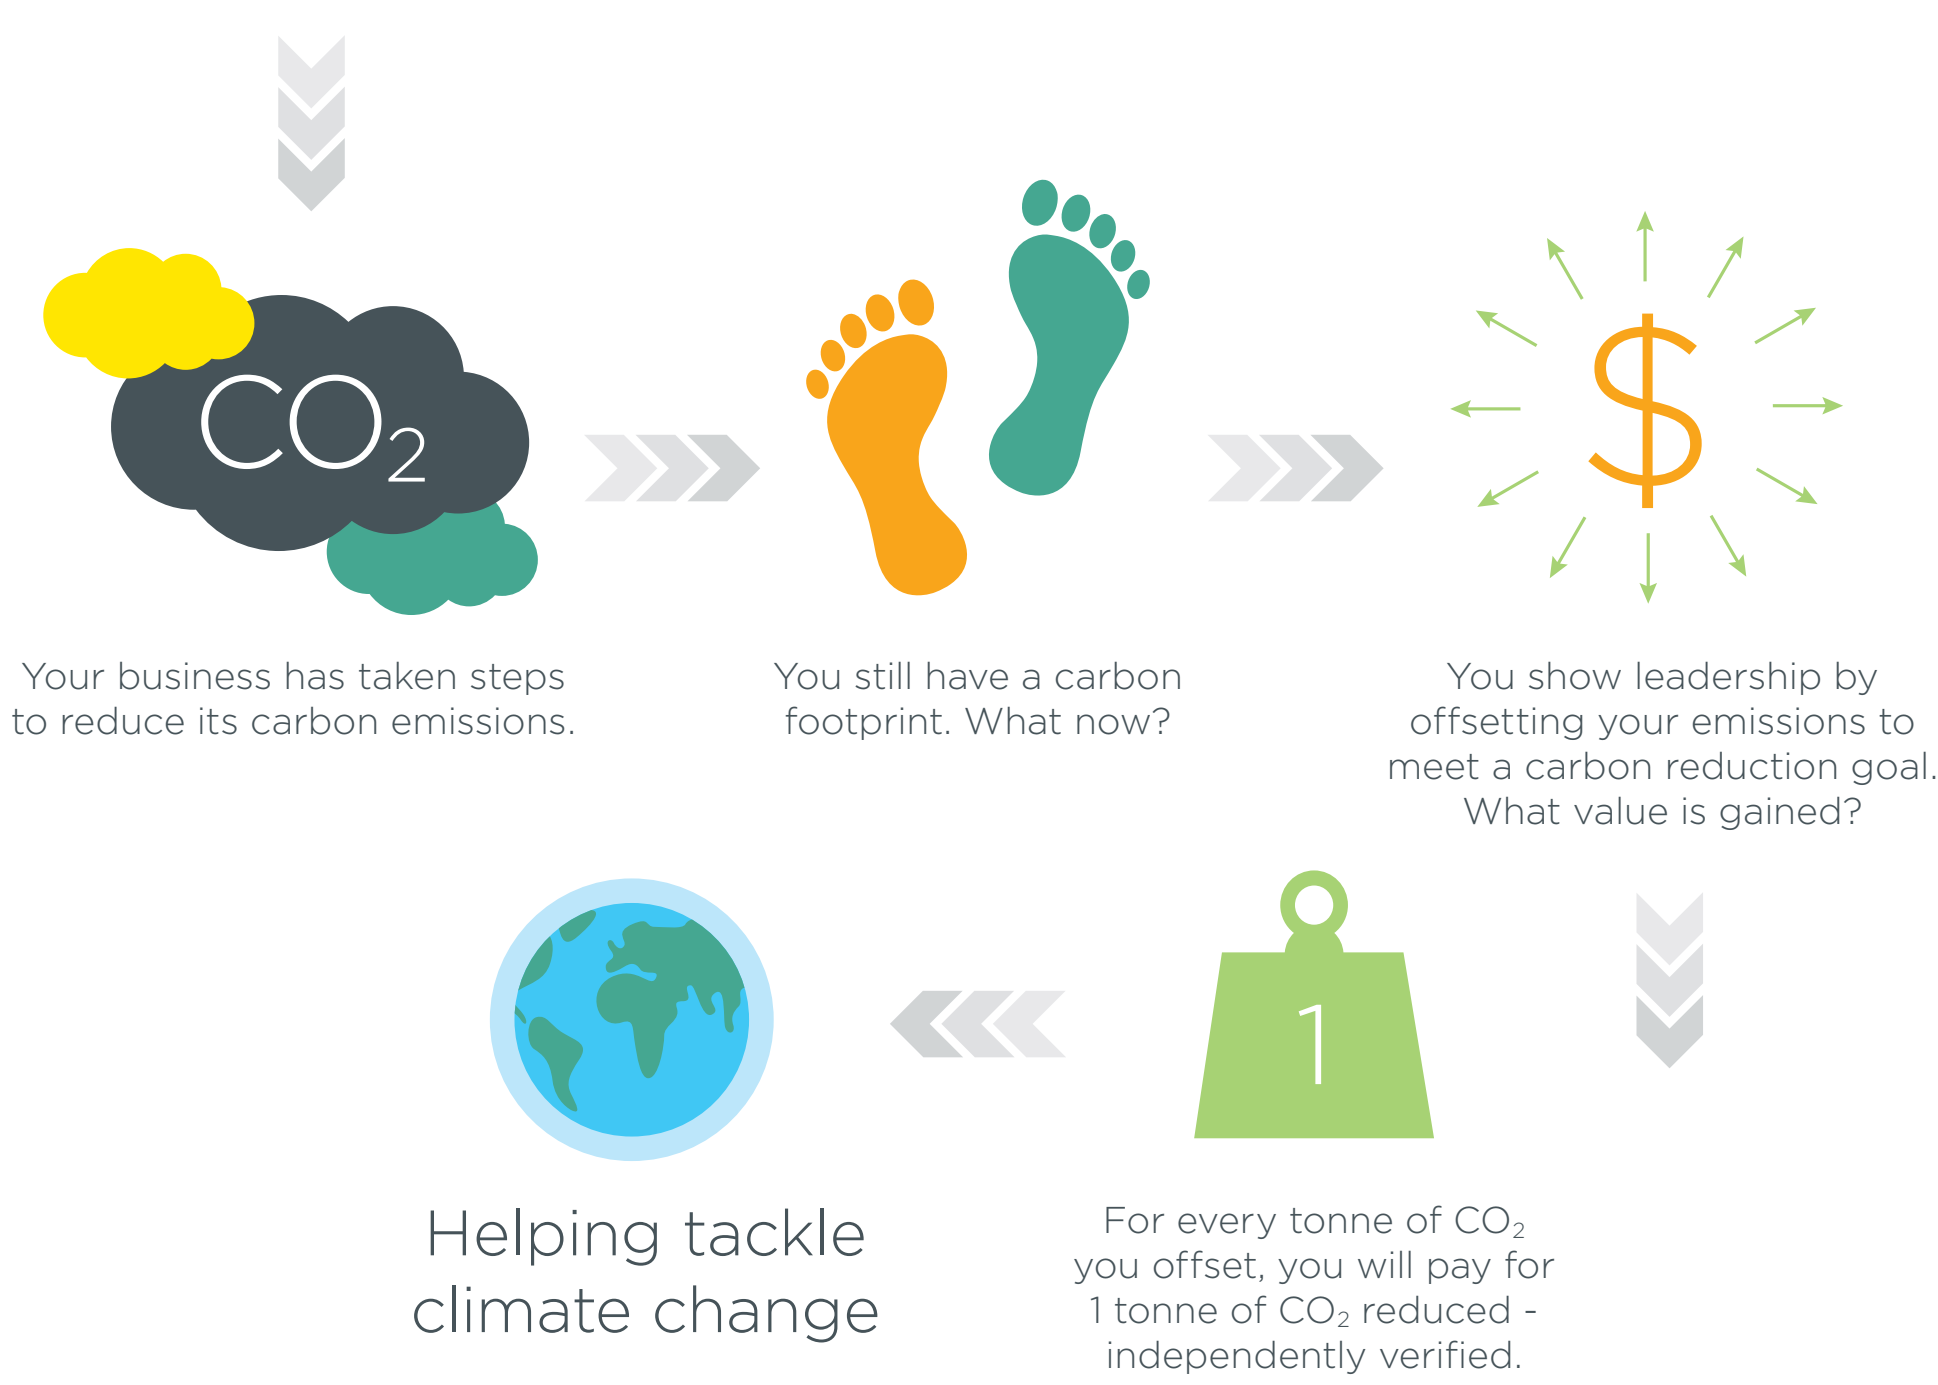 CO₂
Your business has taken steps
to reduce its carbon emissions.
You still have a carbon
footprint. What now?
$
You show leadership by
offsetting your emissions to
meet a carbon reduction goal.
What value is gained?
1
For every tonne of CO₂
you offset, you will pay for
1 tonne of CO₂ reduced -
independently verified.
Helping tackle
climate change